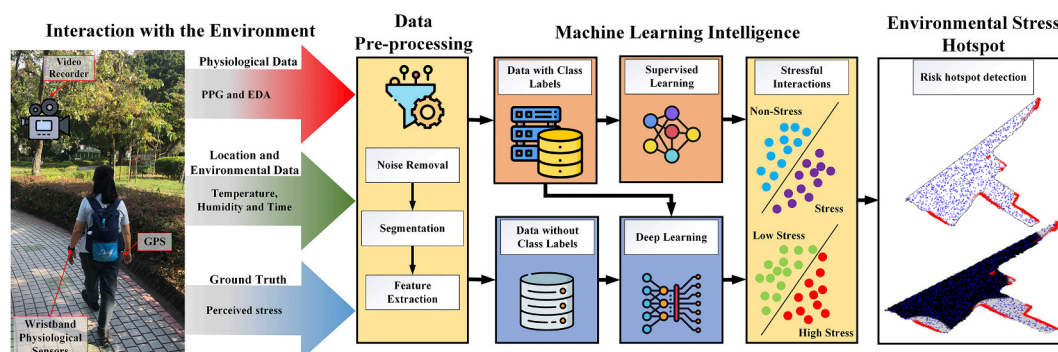 Interaction with the Environment
Video
Recorder
GPS
Wristband
Physiological
Sensors
Physiological Data
PPG and EDA
Location and
Environmental Data
Temperature,
Humidity and Time
Ground Truth
Perceived stress
Data
Pre-processing
Noise Removal
Segmentation
Feature
Extraction
Machine Learning Intelligence
Data with Class
Labels
Supervised
Learning
Data without
Class Labels
Deep Learning
Stressful
Interactions
Non-Stress
Stress
Low Stress
High Stress
Environmental Stress
Hotspot
Risk hotspot detection